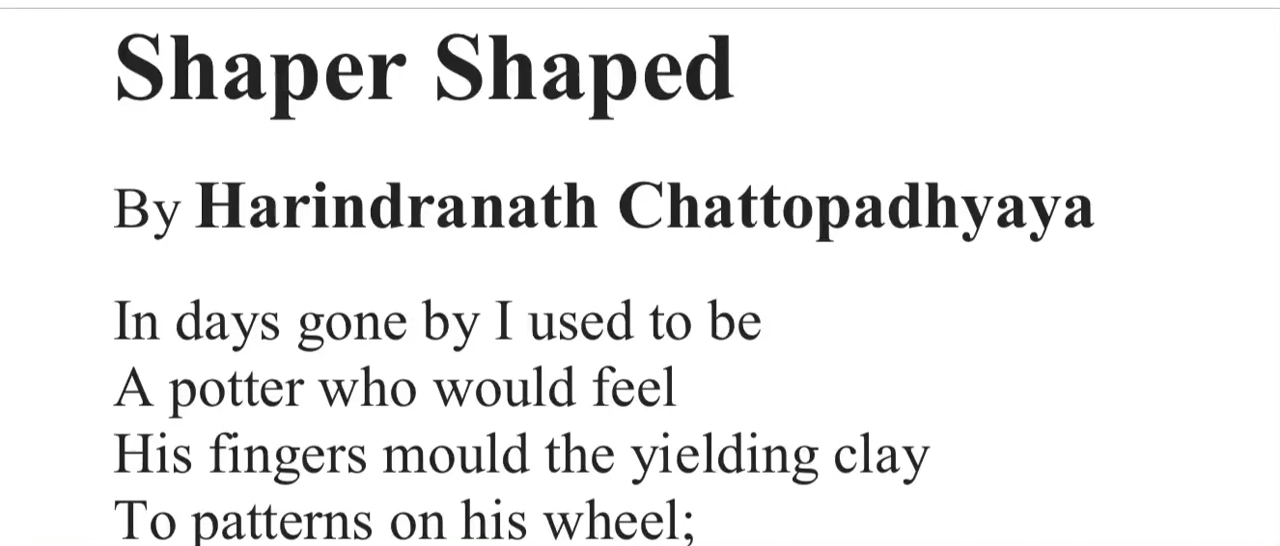 Shaper Shaped
By Harindranath Chattopadhyaya
In days gone by I used to be
A potter who would feel
His fingers mould the yielding clay
To patterns on his wheel;